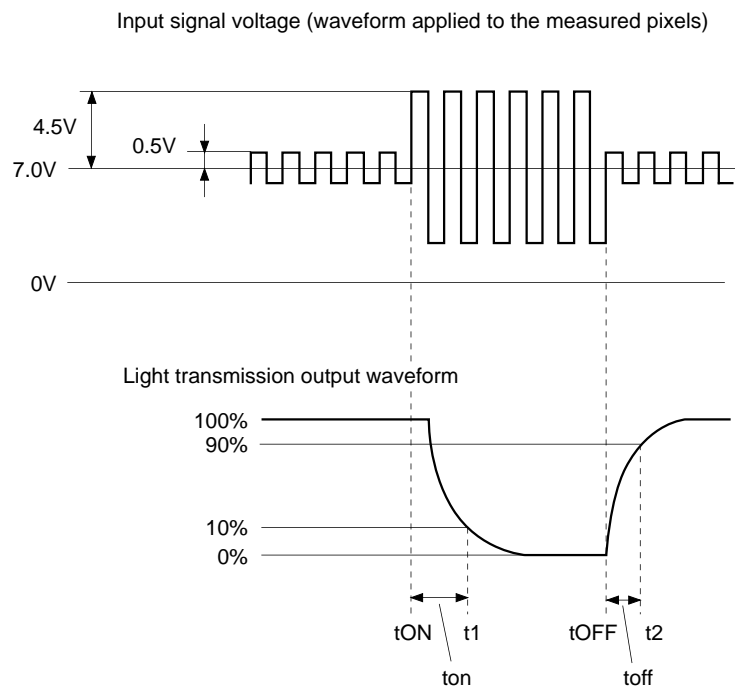 Input signal voltage (waveform applied to the measured pixels)
4.5V
0.5V
7.0V
0V
Light transmission output waveform
100%
90%
10%
0%
tON t1 tOFF t2
ton toff